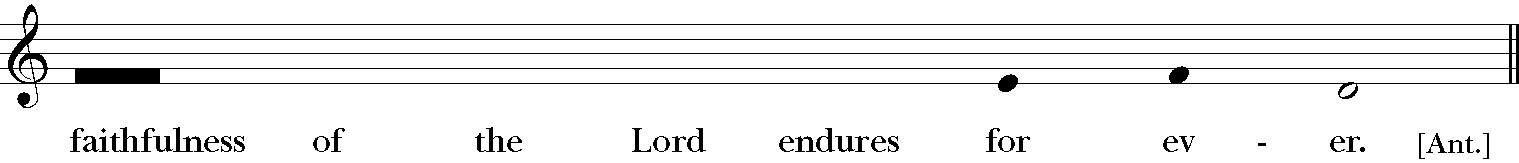 faithfulness of the Lord endures for ev - er. [Ant.]